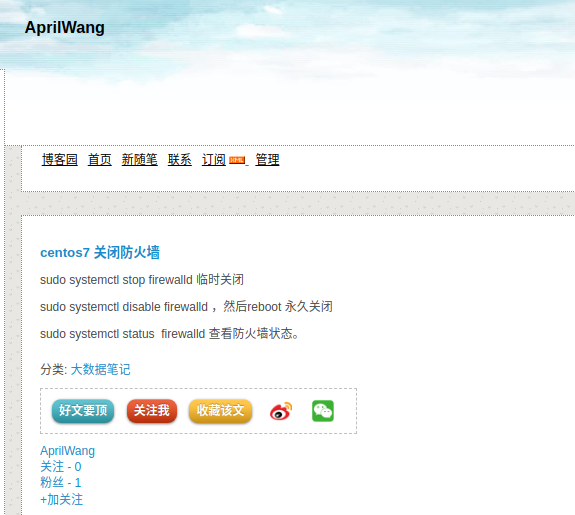 AprilWang
博客园 首页 新随笔 联系 订阅 XML 管理
centos7 关闭防火墙
sudo systemctl stop firewalld 临时关闭
sudo systemctl disable firewalld ，然后reboot 永久关闭
sudo systemctl status  firewalld 查看防火墙状态。
分类: 大数据笔记
好文要顶 关注我 收藏该文
AprilWang
关注 - 0
粉丝 - 1
+加关注